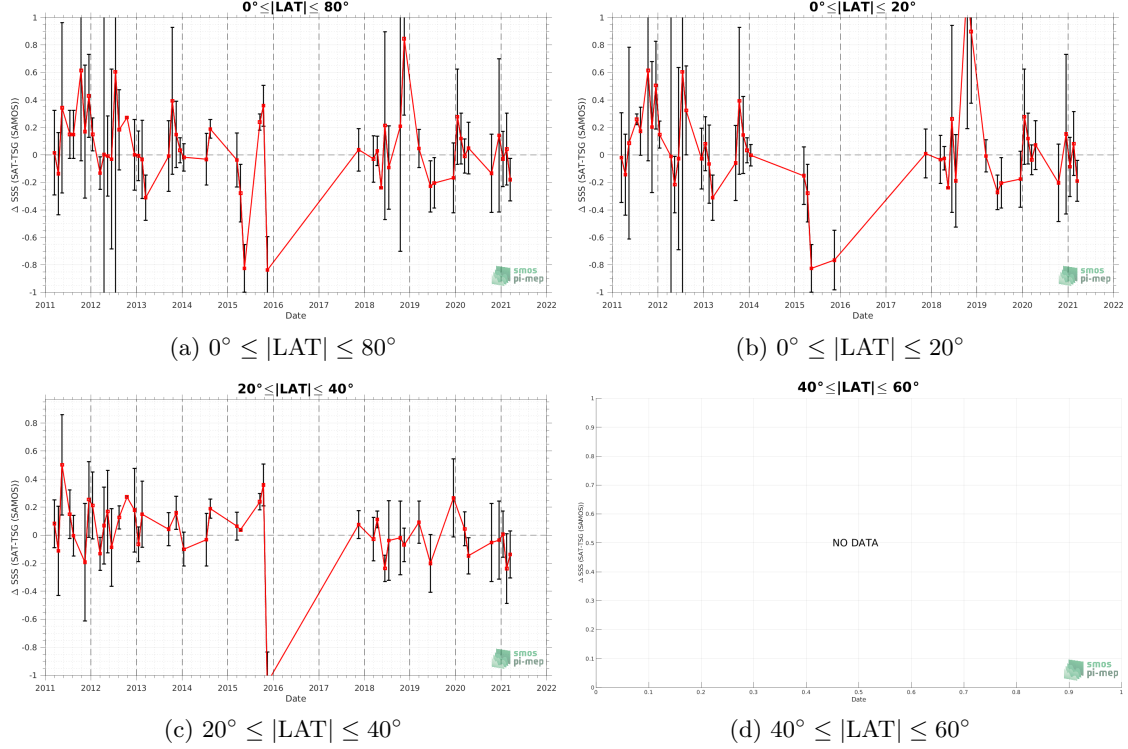 0°≤|LAT|≤ 80°
1
0.8
0.6
0.4
0.2
0
-0.2
-0.4
-0.6
-0.8
-1
Δ SSS (SAT-TSG (SAMOS))
2011 2012 2013 2014 2015 2016 2017 2018 2019 2020 2021 2022
Date
smos
pi-mep
(a) 0° ≤ |LAT| ≤ 80°
0°≤|LAT|≤ 20°
1
0.8
0.6
0.4
0.2
0
-0.2
-0.4
-0.6
-0.8
-1
Δ SSS (SAT-TSG (SAMOS))
2011 2012 2013 2014 2015 2016 2017 2018 2019 2020 2021 2022
Date
smos
pi-mep
(b) 0° ≤ |LAT| ≤ 20°
20°≤|LAT|≤ 40°
0.8
0.6
0.4
0.2
0
-0.2
-0.4
-0.6
-0.8
-1
Δ SSS (SAT-TSG (SAMOS))
2011 2012 2013 2014 2015 2016 2017 2018 2019 2020 2021 2022
Date
smos
pi-mep
(c) 20° ≤ |LAT| ≤ 40°
40°≤|LAT|≤ 60°
1
0.9
0.8
0.7
0.6
0.5
0.4
0.3
0.2
0.1
0
Δ SSS (SAT-TSG (SAMOS))
NO DATA
0 0.1 0.2 0.3 0.4 0.5 0.6 0.7 0.8 0.9 1
Date
smos
pi-mep
(d) 40° ≤ |LAT| ≤ 60°